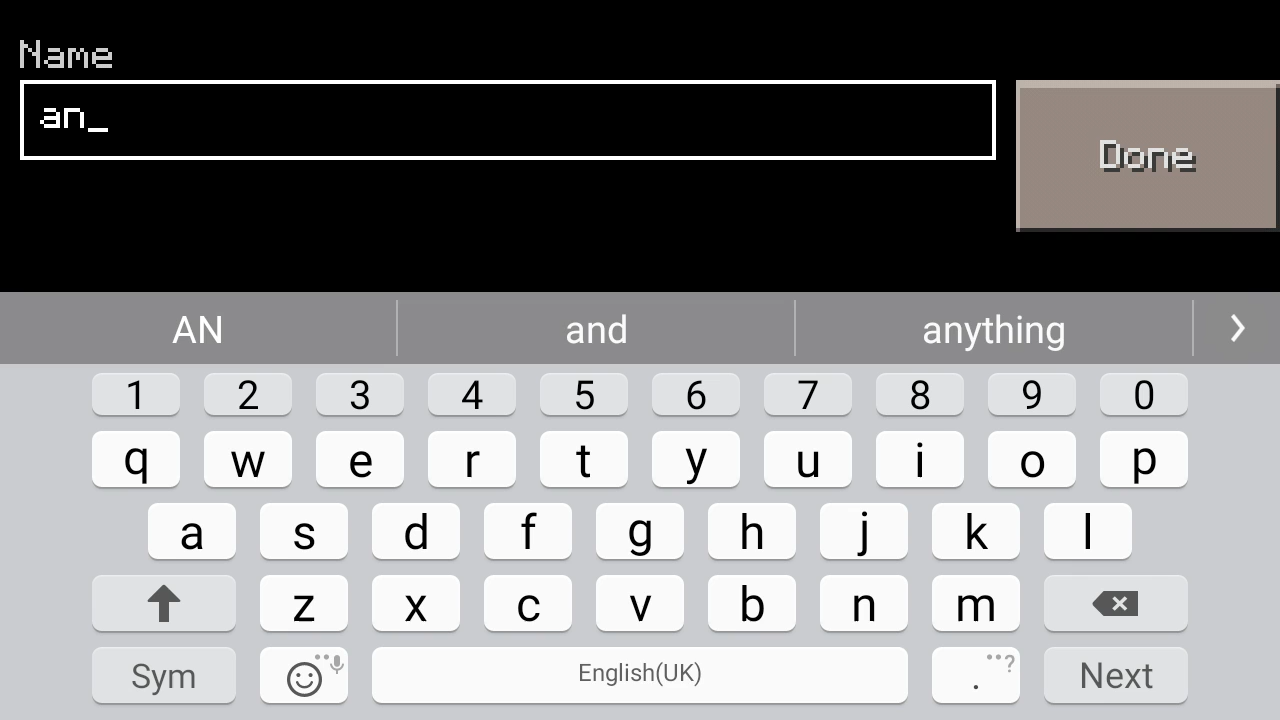 Name
an_
Done
AN and anything
1 2 3 4 5 6 7 8 9 0
q w e r t y u i o p
a s d f g h j k l
z x c v b n m
Sym English(UK) . ? Next